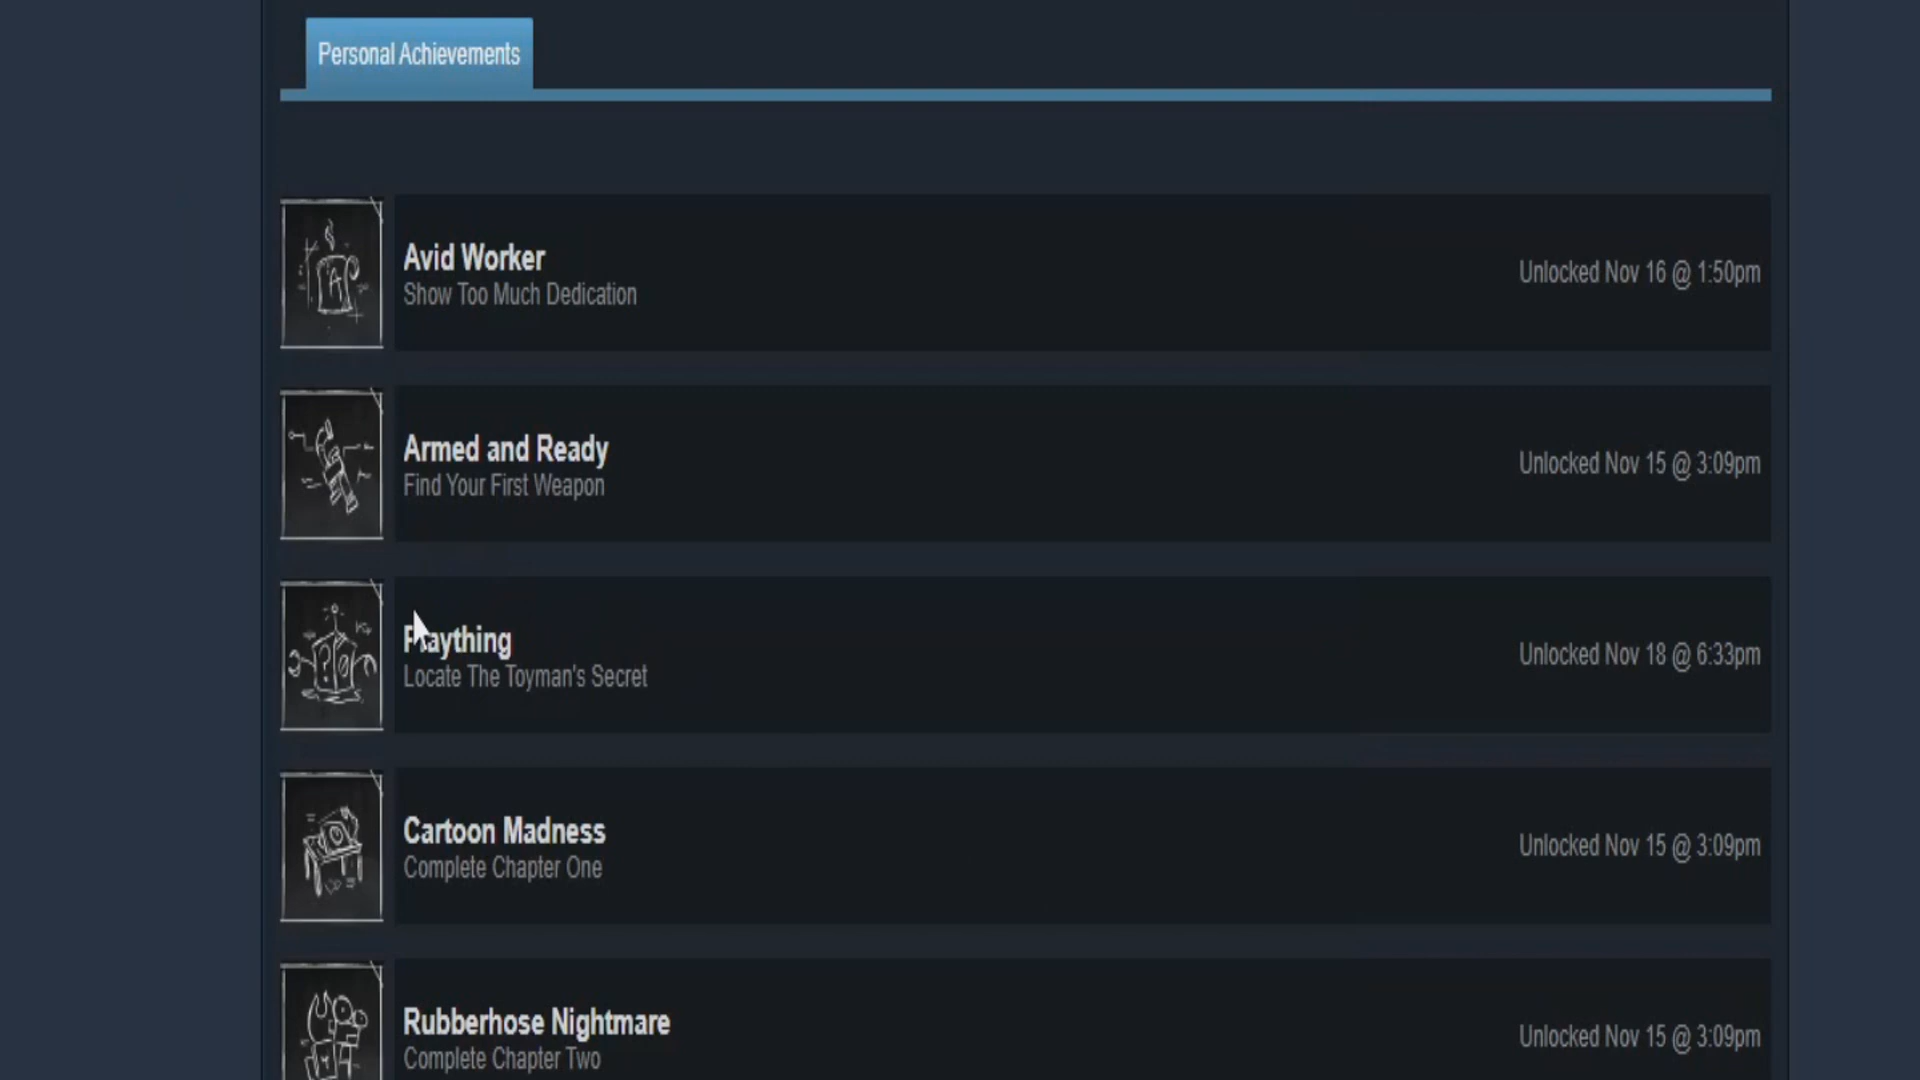 Personal Achievements
Avid Worker
Show Too Much Dedication
Unlocked Nov 16 @ 1:50pm
Armed and Ready
Find Your First Weapon
Unlocked Nov 15 @ 3:09pm
Plaything
Locate The Toyman's Secret
Unlocked Nov 18 @ 6:33pm
Cartoon Madness
Complete Chapter One
Unlocked Nov 15 @ 3:09pm
Rubberhose Nightmare
Complete Chapter Two
Unlocked Nov 15 @ 3:09pm